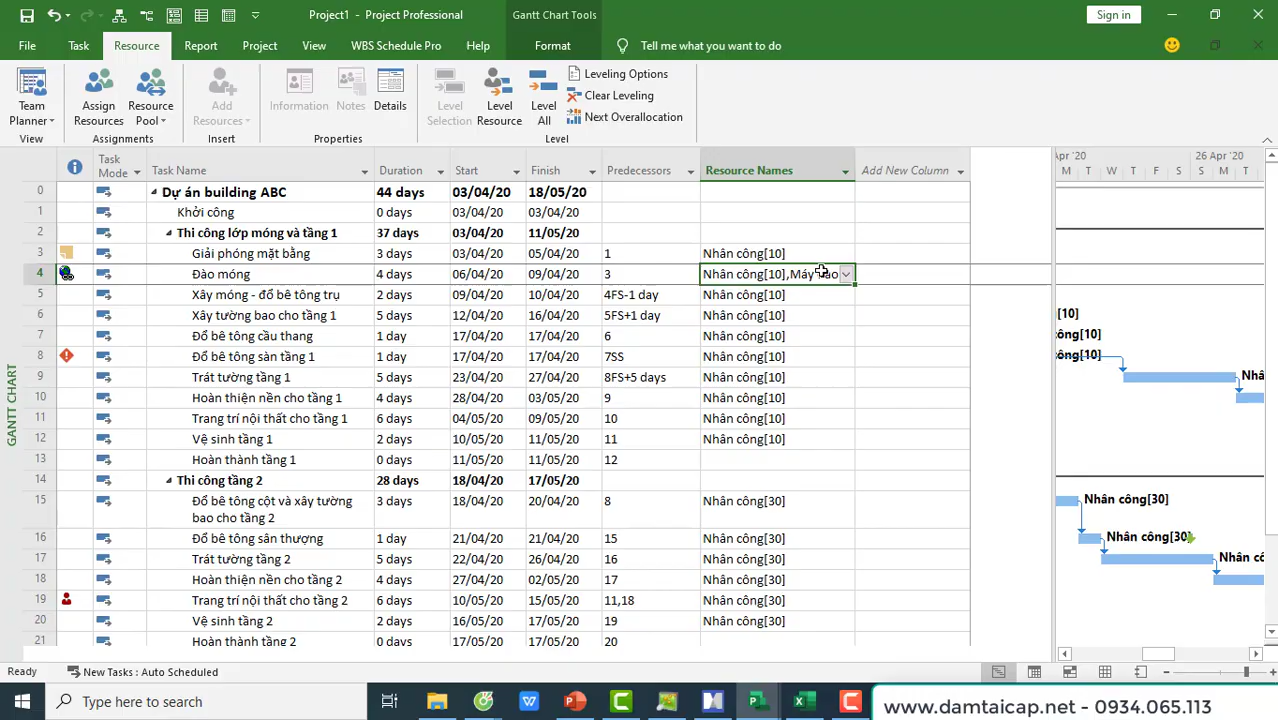 Project1 - Project Professional
Gantt Chart Tools
Sign in
File Task Resource Report Project View WBS Schedule Pro Help Format Tell me what you want to do
Team Planner
Assign Resources
Resource Pool
Add Resources
Information
Notes
Details
Level Selection
Level Resource
Level All
Leveling Options
Clear Leveling
Next Overallocation
View Assignments Insert Properties Level
Task Mode Task Name Duration Start Finish Predecessors Resource Names Add New Column
0 Dự án building ABC 44 days 03/04/20 18/05/20
1 Khởi công 0 days 03/04/20 03/04/20
2 Thi công lớp móng và tầng 1 37 days 03/04/20 11/05/20
3 Giải phóng mặt bằng 3 days 03/04/20 05/04/20 1 Nhân công[10]
4 Đào móng 4 days 06/04/20 09/04/20 3 Nhân công[10],Máy
5 Xây móng - đổ bê tông trụ 2 days 09/04/20 10/04/20 4FS-1 day Nhân công[10]
6 Xây tường bao cho tầng 1 5 days 12/04/20 16/04/20 5FS+1 day Nhân công[10]
7 Đổ bê tông cầu thang 1 day 17/04/20 17/04/20 6 Nhân công[10]
8 Đổ bê tông sàn tầng 1 1 day 17/04/20 17/04/20 7SS Nhân công[10]
9 Trát tường tầng 1 5 days 23/04/20 27/04/20 8FS+5 days Nhân công[10]
10 Hoàn thiện nền cho tầng 1 4 days 28/04/20 03/05/20 9 Nhân công[10]
11 Trang trí nội thất cho tầng 1 6 days 04/05/20 09/05/20 10 Nhân công[10]
12 Vệ sinh tầng 1 2 days 10/05/20 11/05/20 11 Nhân công[10]
13 Hoàn thành tầng 1 0 days 11/05/20 11/05/20 12
14 Thi công tầng 2 28 days 18/04/20 17/05/20
15 Đổ bê tông cột và xây tường 3 days 18/04/20 20/04/20 8 Nhân công[30]
bao cho tầng 2
16 Đổ bê tông sân thượng 1 day 21/04/20 21/04/20 15 Nhân công[30]
17 Trát tường tầng 2 5 days 22/04/20 26/04/20 16 Nhân công[30]
18 Hoàn thiện nền cho tầng 2 4 days 27/04/20 02/05/20 17 Nhân công[30]
19 Trang trí nội thất cho tầng 2 6 days 10/05/20 15/05/20 11,18 Nhân công[30]
20 Vệ sinh tầng 2 2 days 16/05/20 17/05/20 19 Nhân công[30]
21 Hoàn thành tầng 2 0 days 17/05/20 17/05/20 20
GANTT CHART
Apr '20 26 Apr '20
M T W T F S S M T
[10]
công[10]
công[10]
Nhâ
Nhân công[30]
Nhân công[30]
Nhân cô
Ready New Tasks : Auto Scheduled
Type here to search
www.damtaicap.net - 0934.065.113